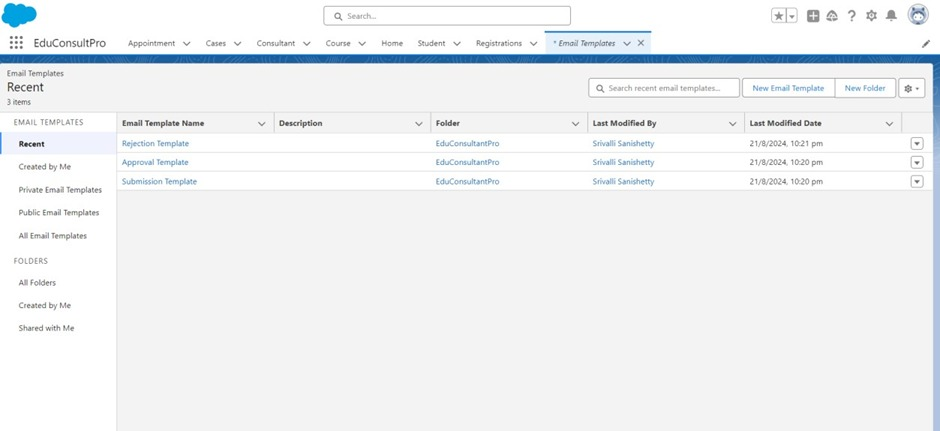 Search...
EduConsultPro Appointment Cases Consultant Course Home Student Registrations * Email Templates
Email Templates
Recent
3 items
Search recent email templates...
New Email Template
New Folder
EMAIL TEMPLATES
Recent
Created by Me
Private Email Templates
Public Email Templates
All Email Templates
FOLDERS
All Folders
Created by Me
Shared with Me
Email Template Name Description Folder Last Modified By Last Modified Date
Rejection Template EduConsultantPro Srivalli Sanishetty 21/8/2024, 10:21 pm
Approval Template EduConsultantPro Srivalli Sanishetty 21/8/2024, 10:20 pm
Submission Template EduConsultantPro Srivalli Sanishetty 21/8/2024, 10:20 pm